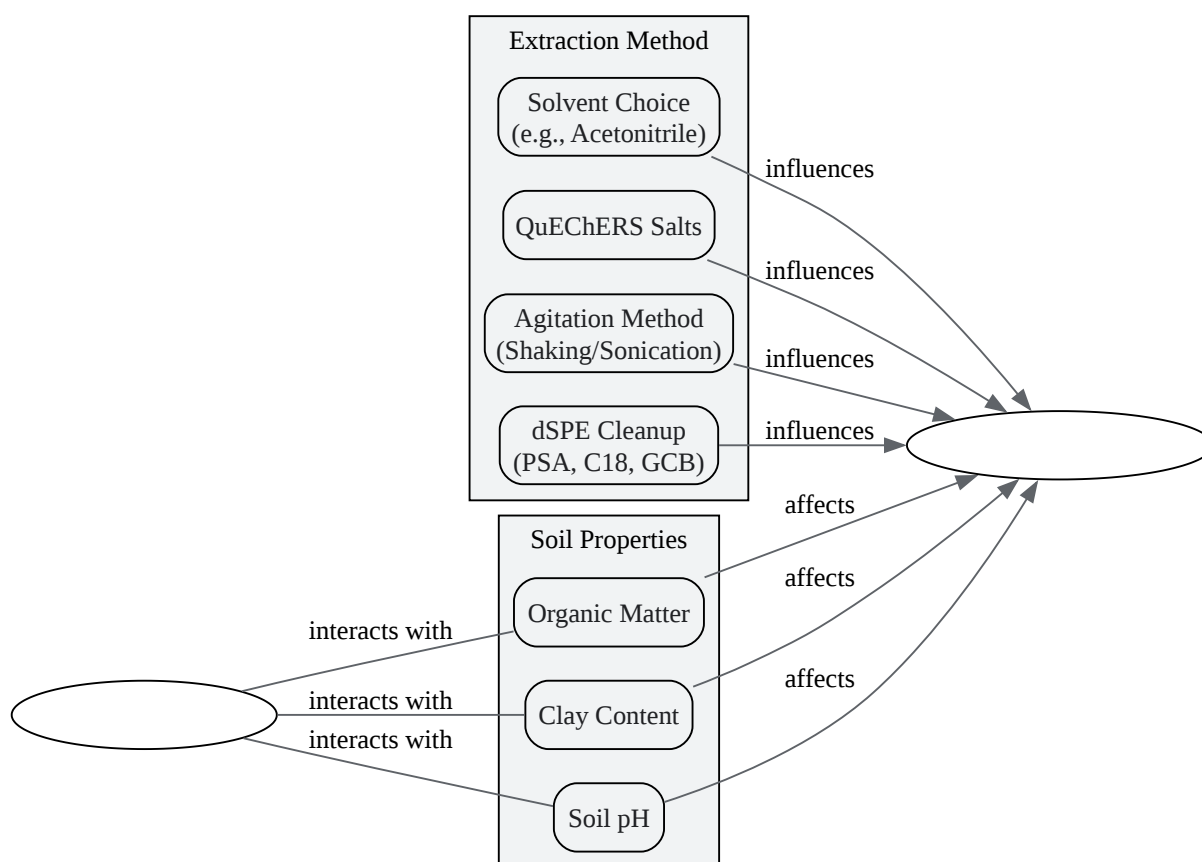 Extraction Method
Solvent Choice
(e.g., Acetonitrile)
influences
QuEChERS Salts
influences
Agitation Method
(Shaking/Sonication)
influences
dSPE Cleanup
(PSA, C18, GCB)
influences
Soil Properties
affects
Organic Matter
affects
interacts with
Clay Content
affects
interacts with
interacts with
Soil pH